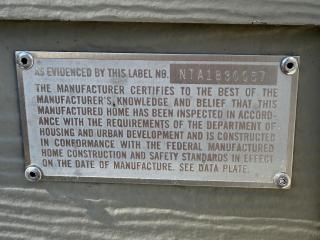 AS EVIDENCED BY THIS LABEL NO. NTA1830057
THE MANUFACTURER CERTIFIES TO THE BEST OF THE
MANUFACTURER'S KNOWLEDGE AND BELIEF THAT THIS
MANUFACTURED HOME HAS BEEN INSPECTED IN ACCORD-
ANCE WITH THE REQUIREMENTS OF THE DEPARTMENT OF
HOUSING AND URBAN DEVELOPMENT AND IS CONSTRUCTED
IN CONFORMANCE WITH THE FEDERAL MANUFACTURED
HOME CONSTRUCTION AND SAFETY STANDARDS IN EFFECT
ON THE DATE OF MANUFACTURE. SEE DATA PLATE.